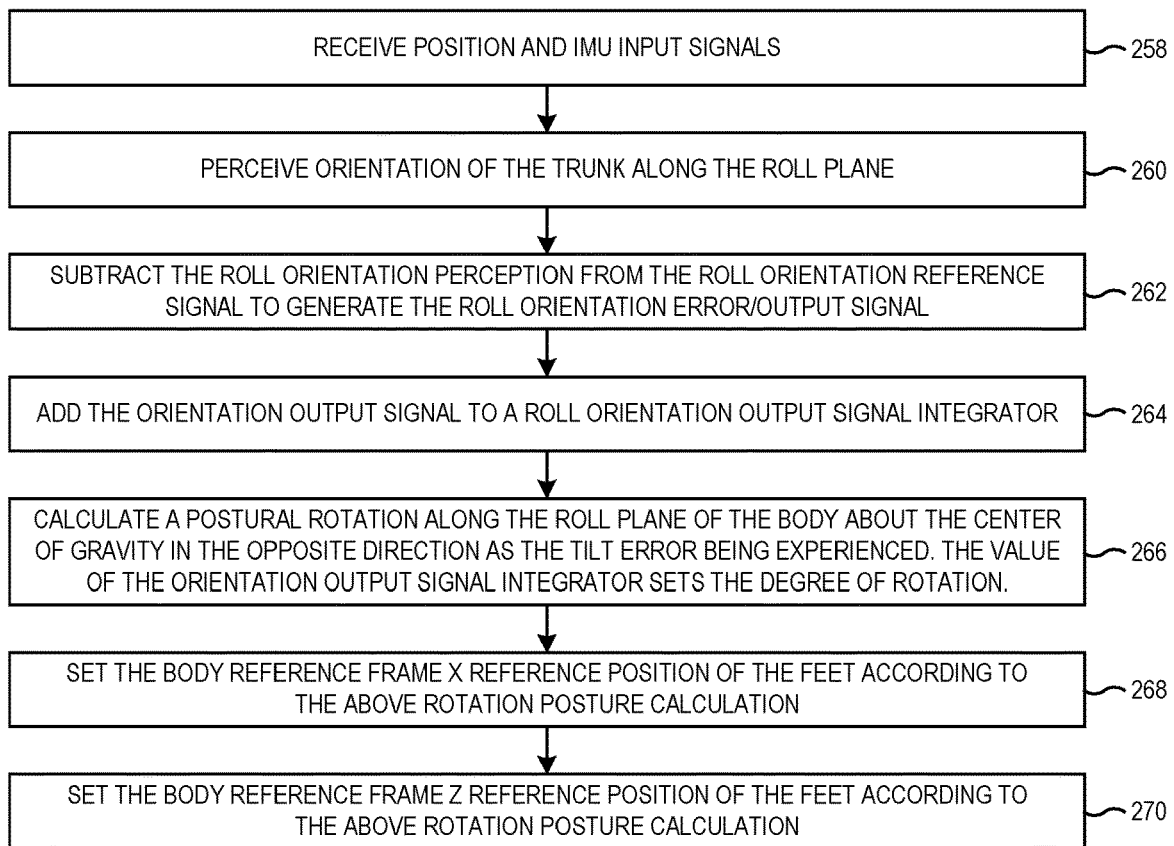 RECEIVE POSITION AND IMU INPUT SIGNALS
258
PERCEIVE ORIENTATION OF THE TRUNK ALONG THE ROLL PLANE
260
SUBTRACT THE ROLL ORIENTATION PERCEPTION FROM THE ROLL ORIENTATION REFERENCE
SIGNAL TO GENERATE THE ROLL ORIENTATION ERROR/OUTPUT SIGNAL
262
ADD THE ORIENTATION OUTPUT SIGNAL TO A ROLL ORIENTATION OUTPUT SIGNAL INTEGRATOR
264
CALCULATE A POSTURAL ROTATION ALONG THE ROLL PLANE OF THE BODY ABOUT THE CENTER
OF GRAVITY IN THE OPPOSITE DIRECTION AS THE TILT ERROR BEING EXPERIENCED. THE VALUE
OF THE ORIENTATION OUTPUT SIGNAL INTEGRATOR SETS THE DEGREE OF ROTATION.
266
SET THE BODY REFERENCE FRAME X REFERENCE POSITION OF THE FEET ACCORDING TO
THE ABOVE ROTATION POSTURE CALCULATION
268
SET THE BODY REFERENCE FRAME Z REFERENCE POSITION OF THE FEET ACCORDING TO
THE ABOVE ROTATION POSTURE CALCULATION
270